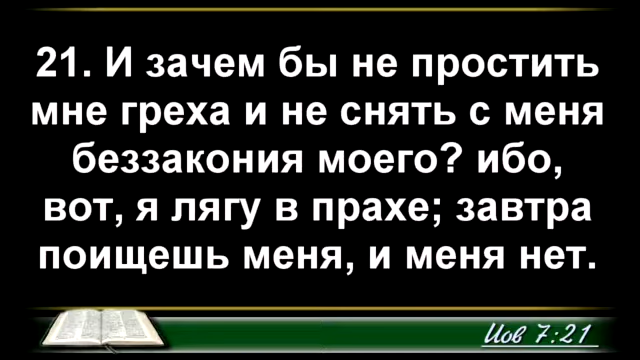 21. И зачем бы не простить
мне греха и не снять с меня
беззакония моего? ибо,
вот, я лягу в прахе; завтра
поищешь меня, и меня нет.
Иов 7:21